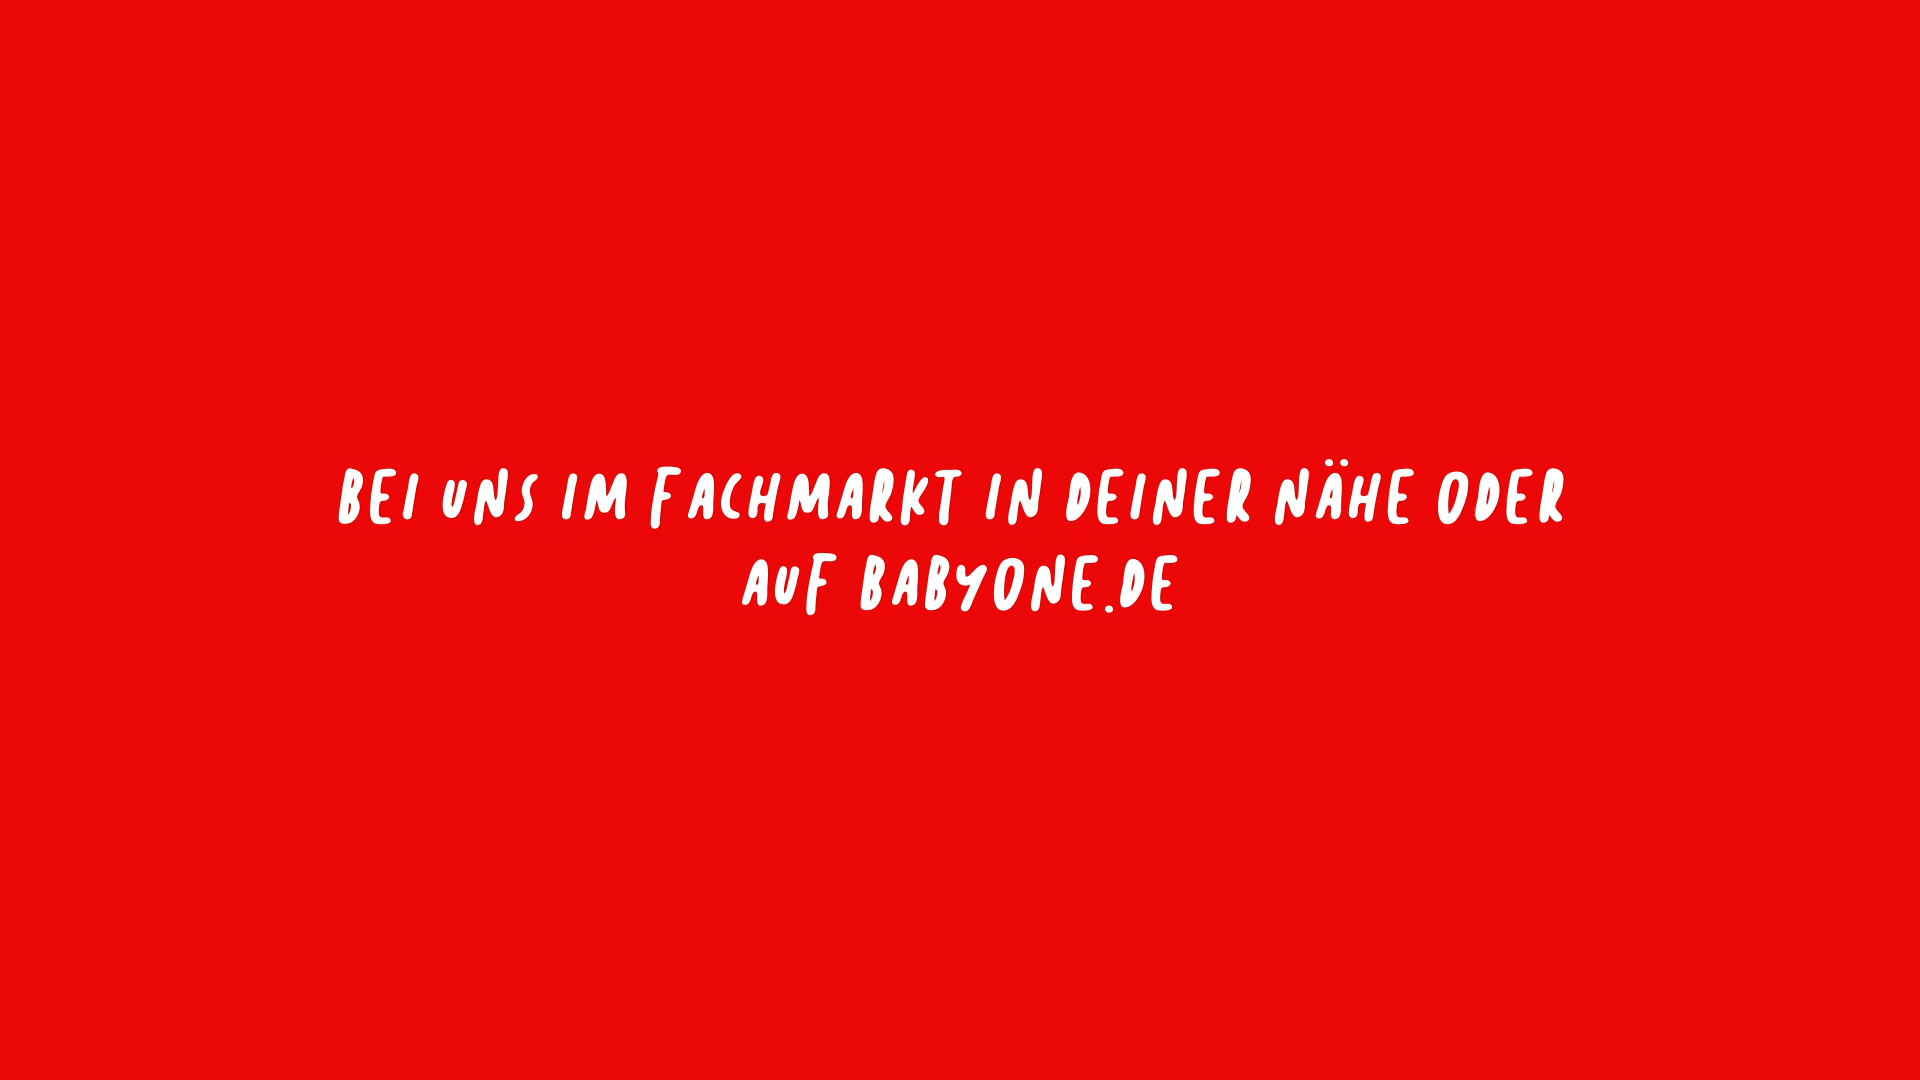 BEI UNS IM FACHMARKT IN DEINER NÄHE ODER
AUF BABYONE.DE